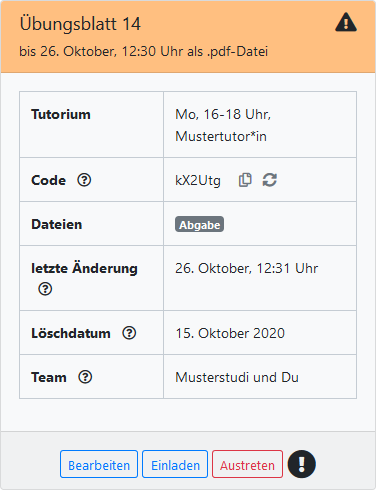 Übungsblatt 14
bis 26. Oktober, 12:30 Uhr als .pdf-Datei
Tutorium
Mo, 16-18 Uhr,
Mustertutor*in
Code
kX2Utg
Dateien
Abgabe
letzte Änderung
26. Oktober, 12:31 Uhr
Löschdatum
15. Oktober 2020
Team
Musterstudi und Du
Bearbeiten Einladen Austreten